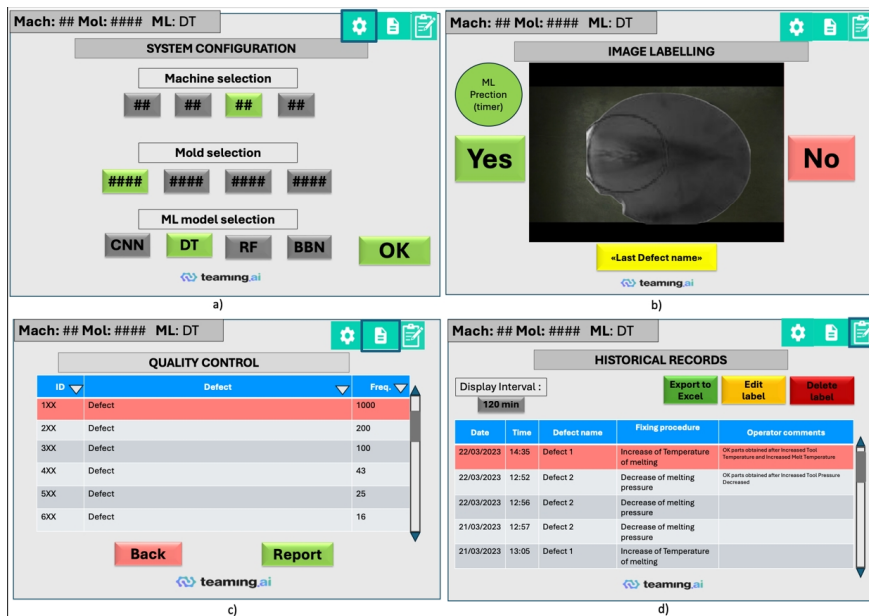 Mach: ## Mol: #### ML: DT
SYSTEM CONFIGURATION
Machine selection
## ## ## ##
Mold selection
#### #### #### ####
ML model selection
CNN DT RF BBN OK
teaming.ai
a)
Mach: ## Mol: #### ML: DT
IMAGE LABELLING
ML
Prection
(timer)
Yes No
«Last Defect name»
teaming.ai
b)
Mach: ## Mol: #### ML: DT
QUALITY CONTROL
ID Defect Freq.
1XX Defect 1000
2XX Defect 200
3XX Defect 100
4XX Defect 43
5XX Defect 25
6XX Defect 16
Back Report
teaming.ai
c)
Mach: ## Mol: #### ML: DT
HISTORICAL RECORDS
Display Interval :
120 min
Export to
Excel
Edit
label
Delete
label
Date Time Defect name Fixing procedure Operator comments
22/03/2023 14:35 Defect 1 Increase of Temperature
of melting
OK parts obtained after Increased Tool
Temperature and Increased Melt Temperature
22/03/2023 12:52 Defect 2 Decrease of melting
pressure
OK parts obtained after Increased Tool Pressure
Decreased
22/03/2023 12:56 Defect 2 Decrease of melting
pressure
21/03/2023 12:57 Defect 2 Decrease of melting
pressure
21/03/2023 13:05 Defect 1 Increase of Temperature
of melting
teaming.ai
d)